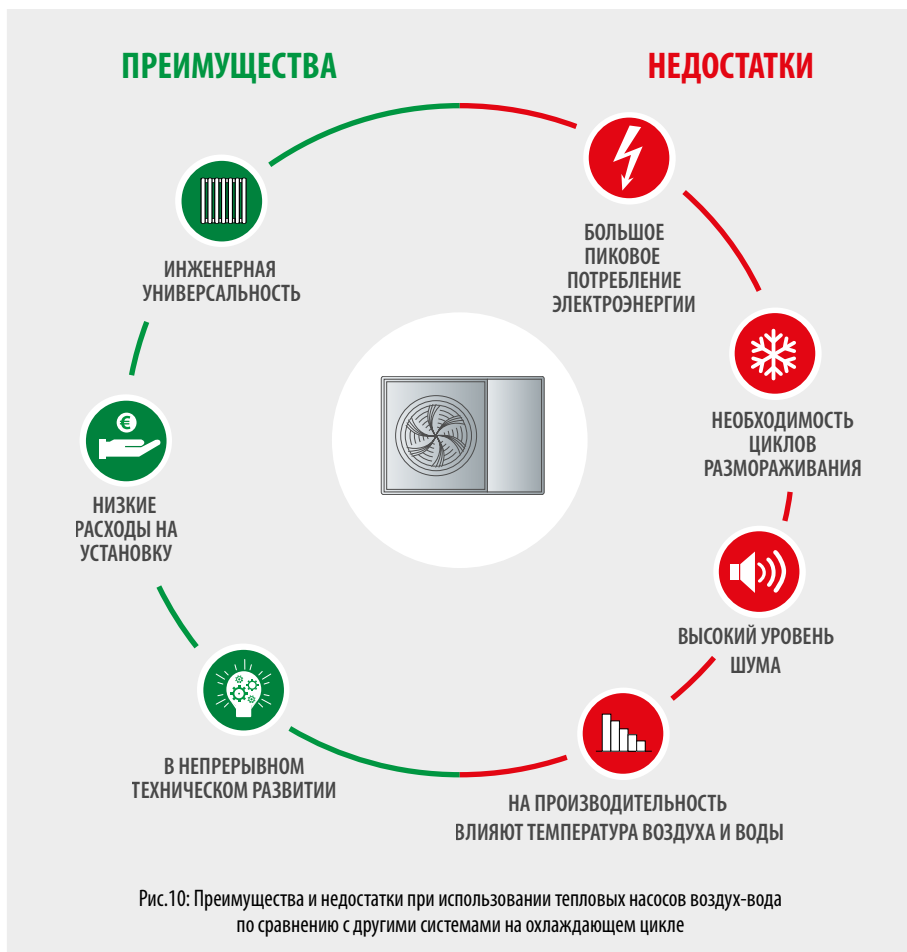 ПРЕИМУЩЕСТВА
НЕДОСТАТКИ
ИНЖЕНЕРНАЯ
УНИВЕРСАЛЬНОСТЬ
€
НИЗКИЕ
РАСХОДЫ НА
УСТАНОВКУ
В НЕПРЕРЫВНОМ
ТЕХНИЧЕСКОМ РАЗВИТИИ
БОЛЬШОЕ
ПИКОВОЕ
ПОТРЕБЛЕНИЕ
ЭЛЕКТРОЭНЕРГИИ
НЕОБХОДИМОСТЬ
ЦИКЛОВ
РАЗМОРАЖИВАНИЯ
ВЫСОКИЙ УРОВЕНЬ
ШУМА
НА ПРОИЗВОДИТЕЛЬНОСТЬ
ВЛИЯЮТ ТЕМПЕРАТУРА ВОЗДУХА И ВОДЫ
Рис.10: Преимущества и недостатки при использовании тепловых насосов воздух-вода
по сравнению с другими системами на охлаждающем цикле